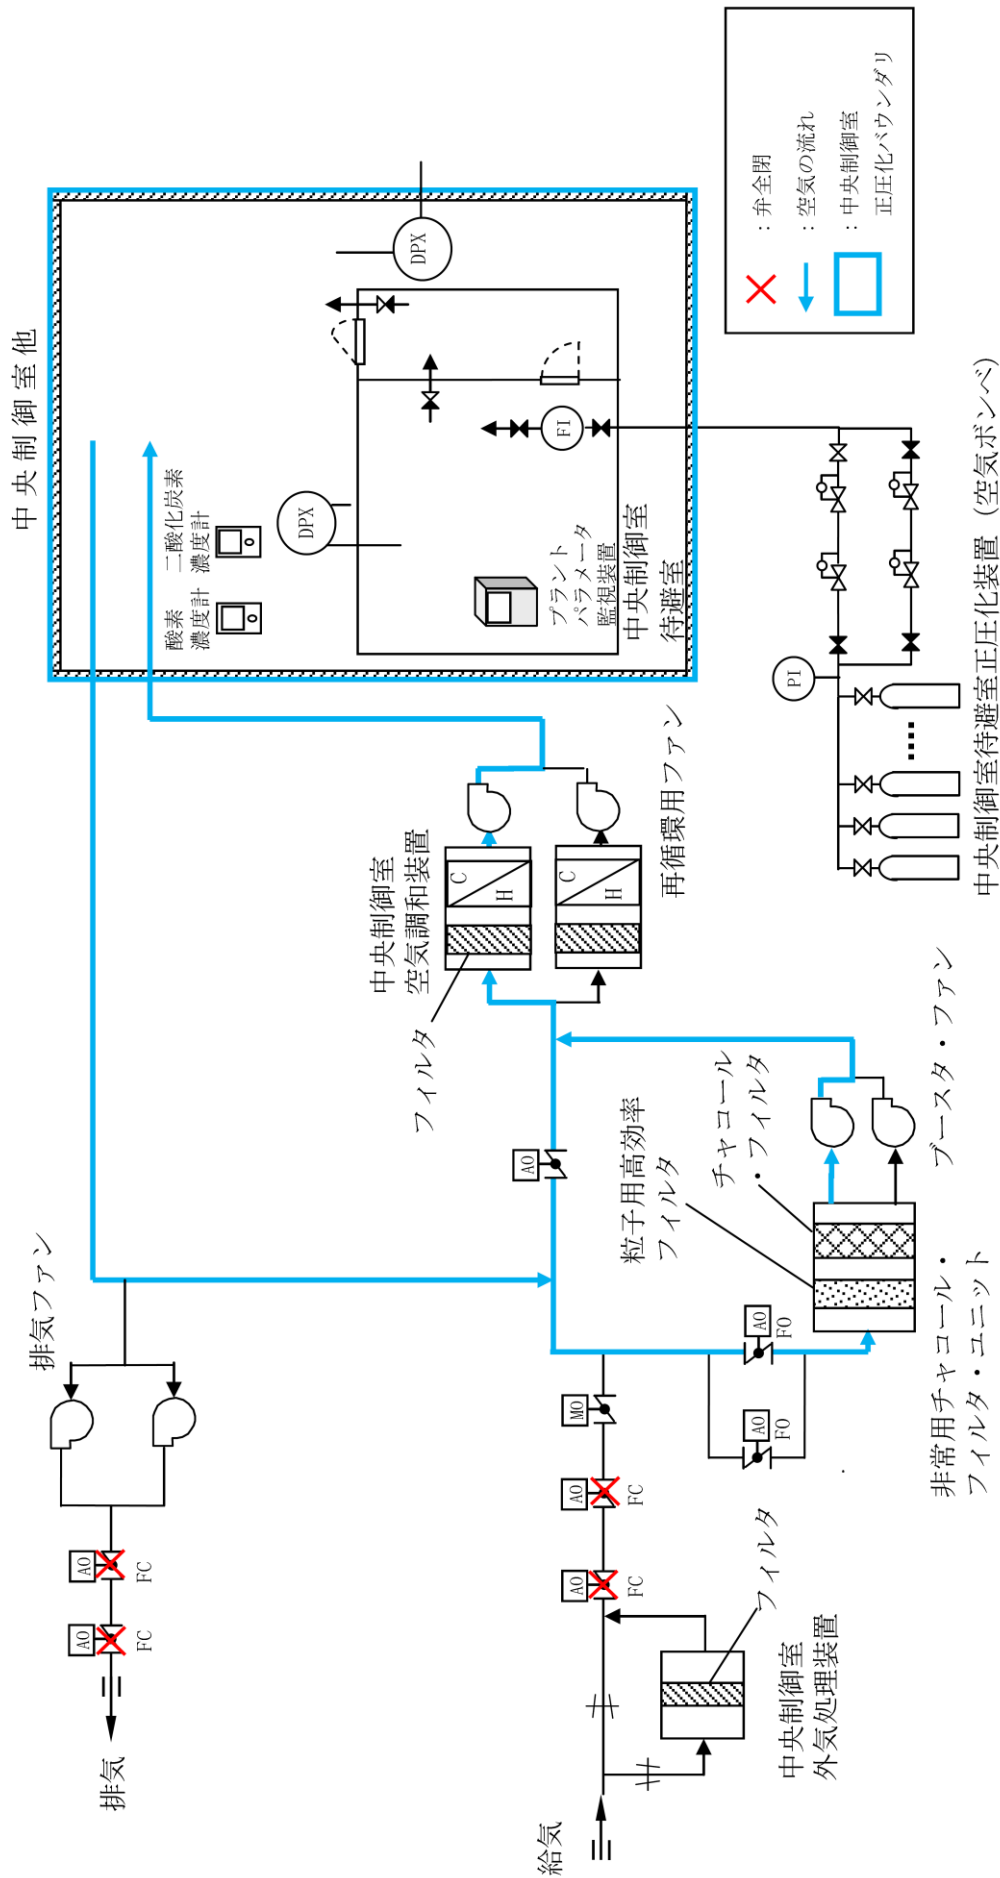 中央制御室他
酸素
濃度計
二酸化炭素
濃度計
DPX
DPX
FI
プラント
パラメータ
監視装置
中央制御室
待避室
：弁全閉
：空気の流れ
：中央制御室
正圧化バウンダリ
排気ファン
AO
FC
AO
FC
排気
中央制御室
空気調和装置
フィルタ
C
H
C
H
再循環用ファン
PI
中央制御室待避室正圧化装置（空気ボンベ）
AO
粒子用高効率
フィルタ
チャコール
・フィルタ
ブースタ・ファン
非常用チャコール・
フィルタ・ユニット
AO
FO
AO
FO
MO
AO
FC
AO
FC
フィルタ
中央制御室
外気処理装置
給気